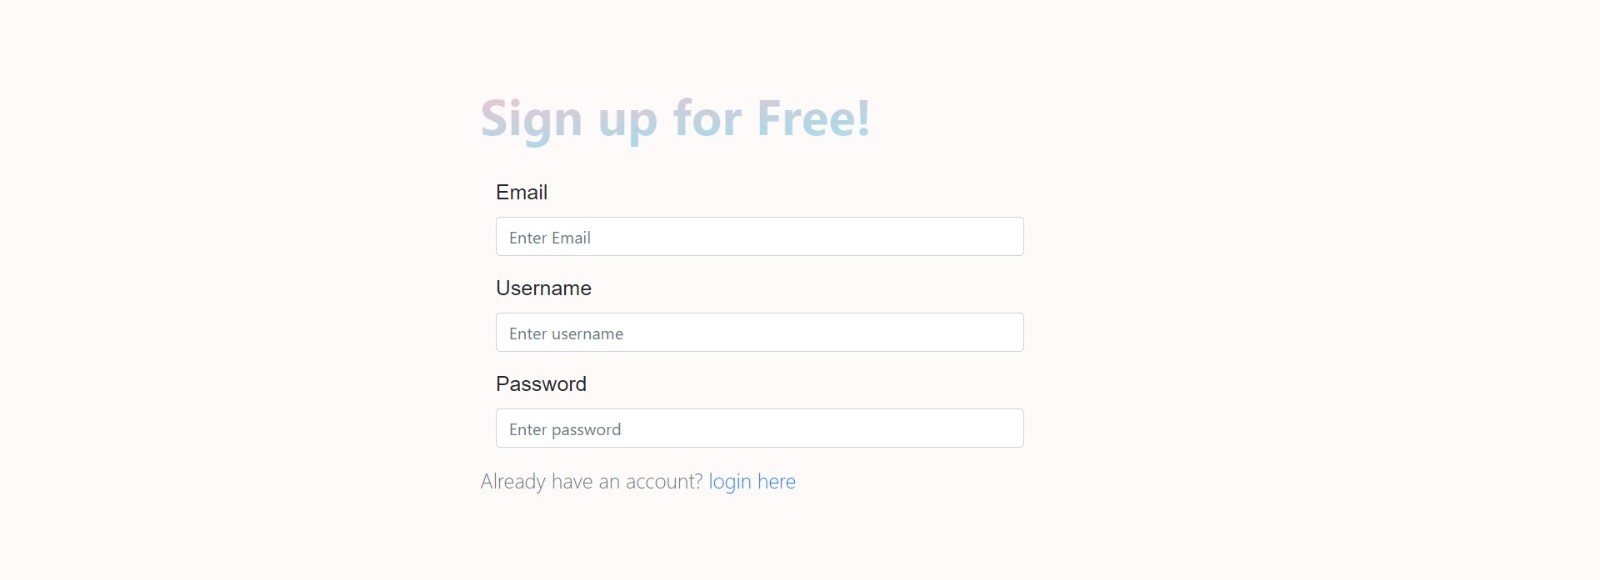 Sign up for Free!
Email
Enter Email
Username
Enter username
Password
Enter password
Already have an account? login here